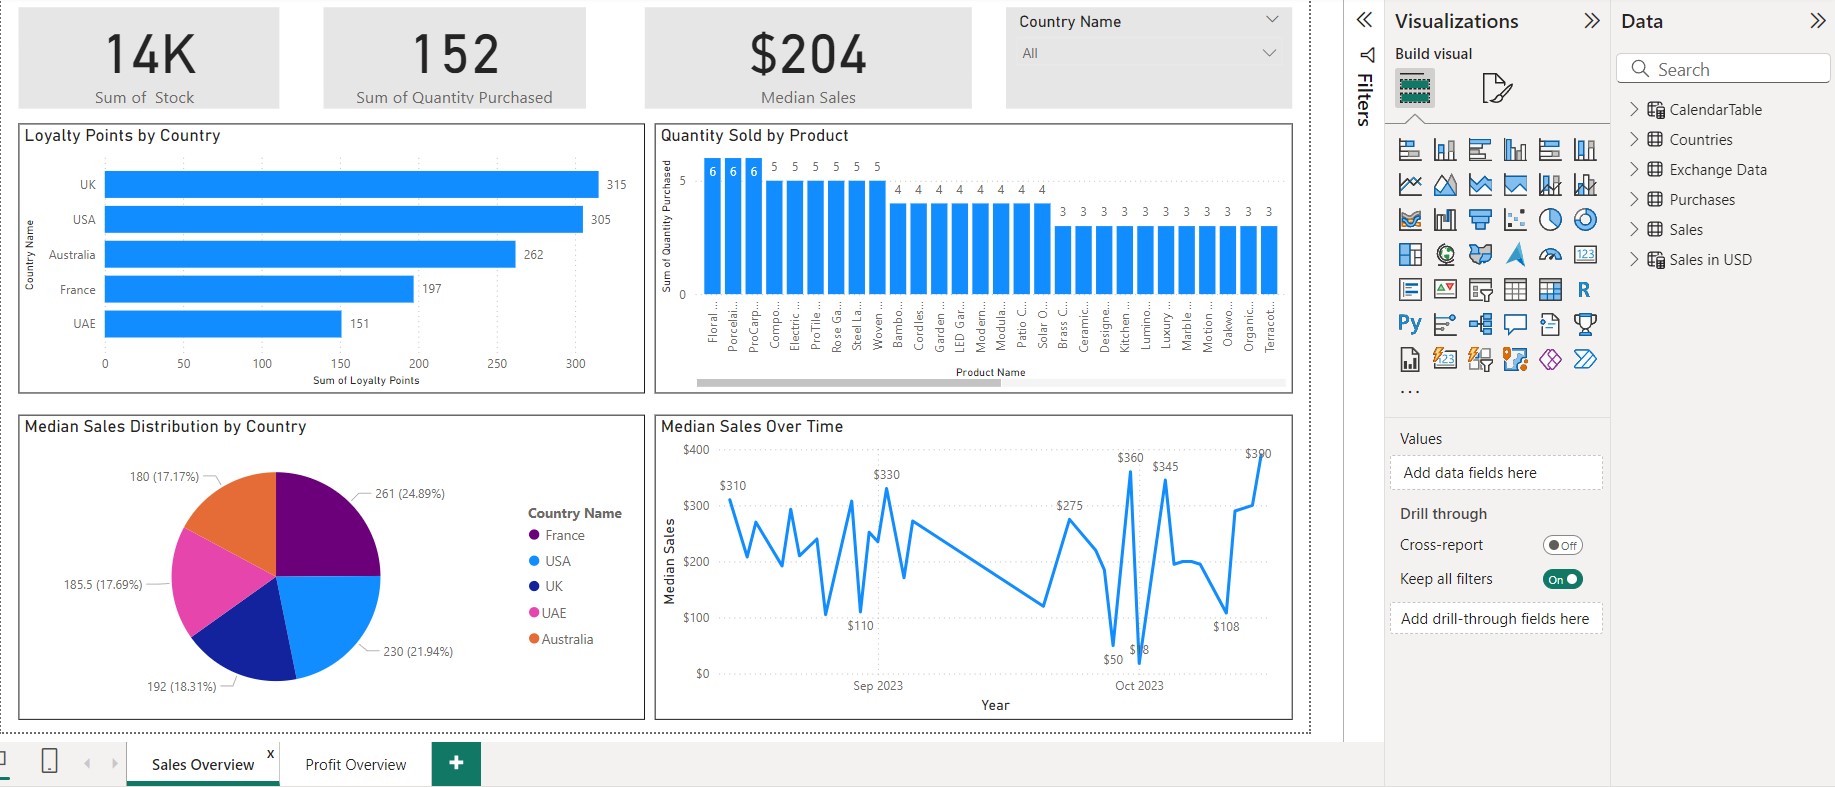 14K
Sum of Stock
152
Sum of Quantity Purchased
$204
Median Sales
Country Name
All
Loyalty Points by Country
Country Name
UK
315
USA
305
Australia
262
France
197
UAE
151
0 50 100 150 200 250 300
Sum of Loyalty Points
Quantity Sold by Product
Sum of Quantity Purchased
5
0
6 6 6 5 5 5 5 5 5 4 4 4 4 4 4 4 4 3 3 3 3 3 3 3 3 3 3 3
Floral ...
Porcelai...
ProCarp...
Compo...
Electric ...
ProTile ...
Rose Ga...
Steel La...
Woven ...
Bambo...
Cordles...
Garden ...
LED Gar...
Modern...
Modula...
Patio C...
Solar O...
Brass C...
Ceramic...
Designe...
Kitchen ...
Lumino...
Luxury ...
Marble ...
Motion ...
Oakwo...
Organic...
Terracot...
Product Name
Median Sales Distribution by Country
180 (17.17%)
261 (24.89%)
185.5 (17.69%)
230 (21.94%)
192 (18.31%)
Country Name
France
USA
UK
UAE
Australia
Median Sales Over Time
Median Sales
$400
$300
$200
$100
$0
$310
$330
$110
$275
$360
$345
$50
$108
$390
Sep 2023
Oct 2023
Year
Sales Overview x
Profit Overview
+
Filters
Visualizations
Build visual
123
R
Py
123
...
Values
Add data fields here
Drill through
Cross-report
Off
Keep all filters
On
Add drill-through fields here
Data
Search
CalendarTable
Countries
Exchange Data
Purchases
Sales
Sales in USD